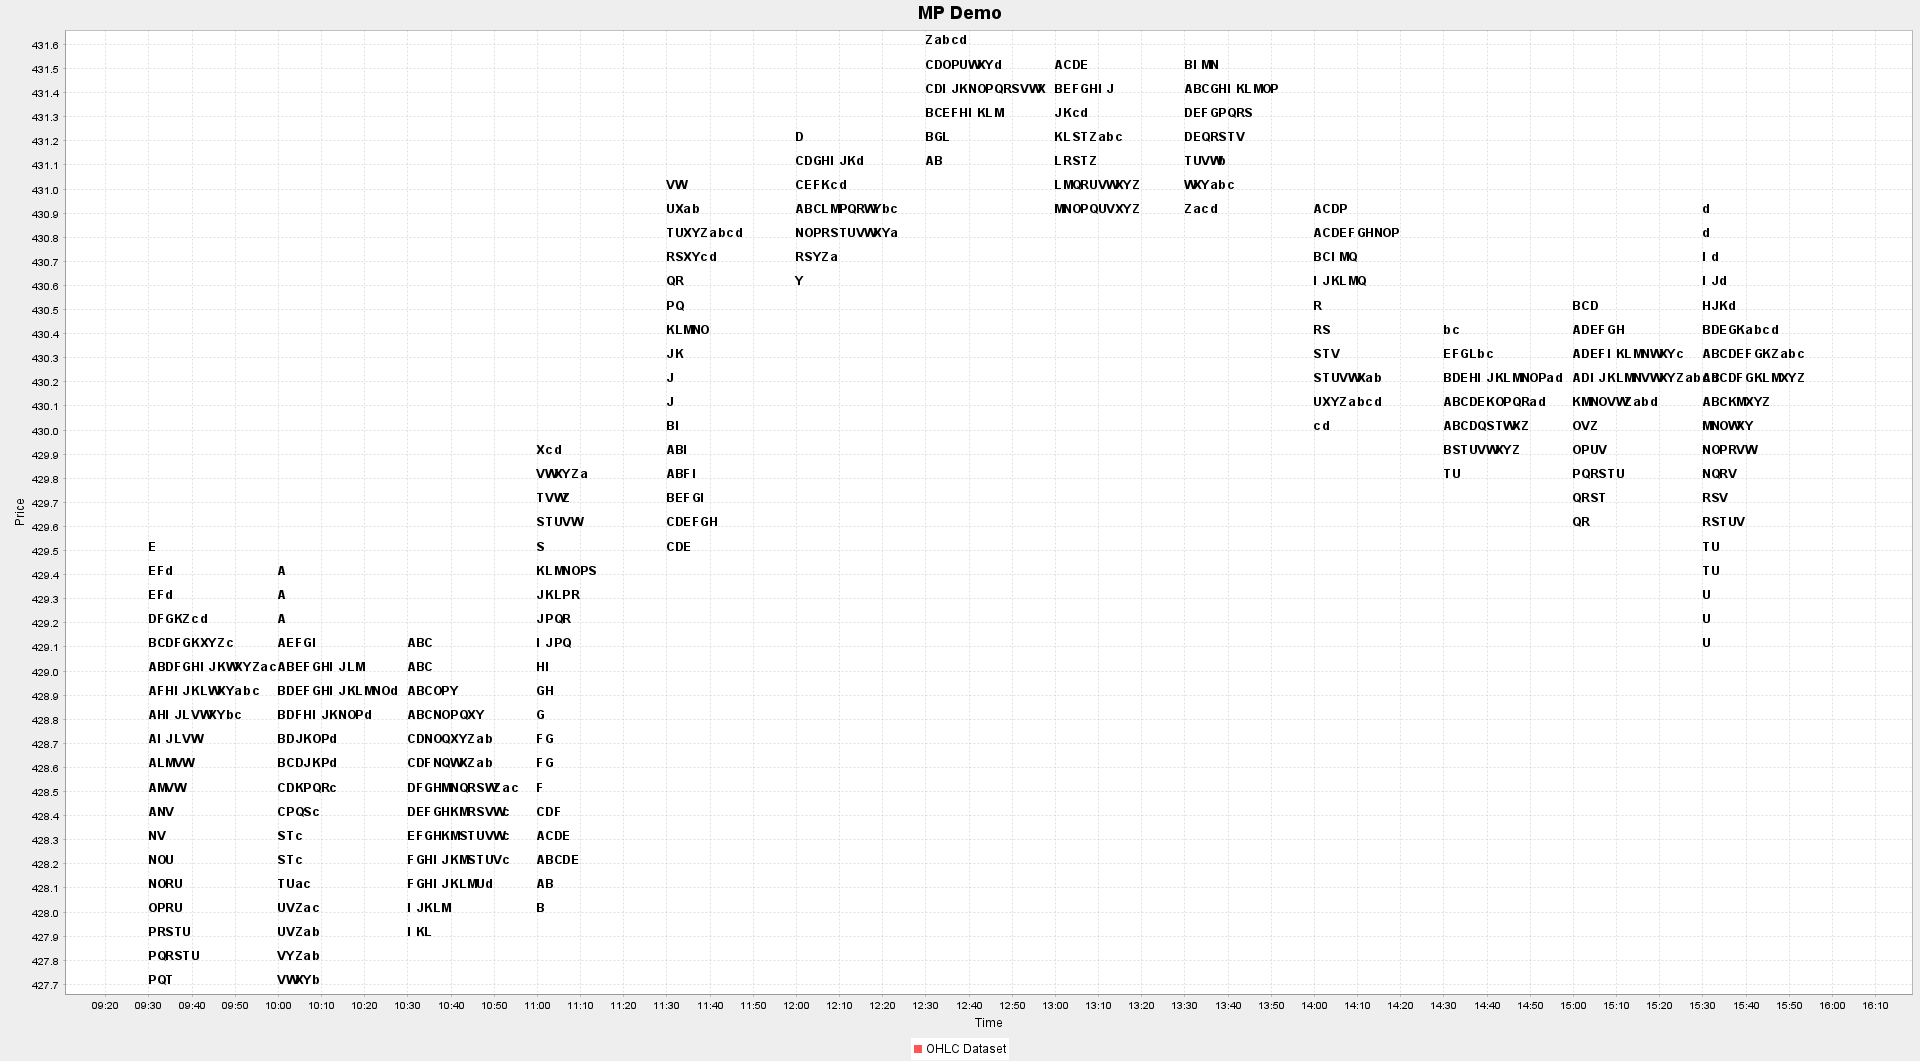 MP Demo
431.6 Zabcd
431.5 CDOPUWXYd ACDE BIMN
431.4 CDIJKNOPQRSVWX BEFGHIJ ABCGHIKLMOP
431.3 BCEFHIKLM JKcd DEFGPQRS
431.2 D BGL KLSTZabc DEQRSTV
431.1 CDGHIJKd AB LRSTZ TUVWb
431.0 VW CEFKcd LMQRUVWXYZ WXYabc
430.9 UXab ABCLMPQRWYbc MNOPQUVXYZ Zacd ACDP d
430.8 TUXYZabcd NOPRSTUVWXYa ACDEFGHNOP d
430.7 RSXYcd RSYZa BCIMQ Id
430.6 QR Y IJKLMQ IJd
430.5 PQ R BCD HJKd
430.4 KLMNO RS bc ADEFGH BDEGKabcd
430.3 JK STV EFGLbc ADEFIKLMNWXYc ABCDEFGKZabc
430.2 J STUVWXab BDEHIJKLMNOPad ABCDFGKLMXYZ
430.1 J UXYZabcd ABCDEKOPQRad KMNOVWZabd ABCKMXYZ
430.0 BI cd ABCDQSTWXZ OVZ MNOWXY
429.9 Xcd ABI BSTUVWXYZ OPUV NOPRVW
429.8 VWXYZa ABFI TU PQRSTU NQRV
429.7 TVWZ BEFGI QRST RSV
429.6 STUVW CDEFGH QR RSTUV
429.5 E S CDE TU
429.4 EFd A KLMNOPS TU
429.3 EFd A JKLPR U
429.2 DFGKZcd A JPQR U
429.1 BCDFGKXYZc AEFGI ABC IJPQ U
429.0 ABDFGHIJKWXYZac ABEFGHIJLM ABC HI
428.9 AFHIJKLWXYabc BDEFGHIJKLMNOd ABCOPY GH
428.8 AHIJLVWXYbc BDFHIJKNOPd ABCNOPQXY G
428.7 AIJLVW BDJKOPd CDNOQXYZab FG
428.6 ALMVW BCDJKPd CDFNQWXZab FG
428.5 AMVW CDKPQRc DFGHMNQRSWZac F
428.4 ANV CPQSc DEFGHKMRSVWc CDF
428.3 NV STc EFGHKMSTUVWc ACDE
428.2 NOU STc FGHIJKMSTUVc ABCDE
428.1 NORU TUac FGHIJKLMUd AB
428.0 OPRU UVZac IJKLM B
427.9 PRSTU UVZab IKL
427.8 PQRSTU VYZab
427.7 PQT VWXYb
Price
09:20 09:30 09:40 09:50 10:00 10:10 10:20 10:30 10:40 10:50 11:00 11:10 11:20 11:30 11:40 11:50 12:00 12:10 12:20 12:30 12:40 12:50 13:00 13:10 13:20 13:30 13:40 13:50 14:00 14:10 14:20 14:30 14:40 14:50 15:00 15:10 15:20 15:30 15:40 15:50 16:00 16:10
Time
OHLC Dataset